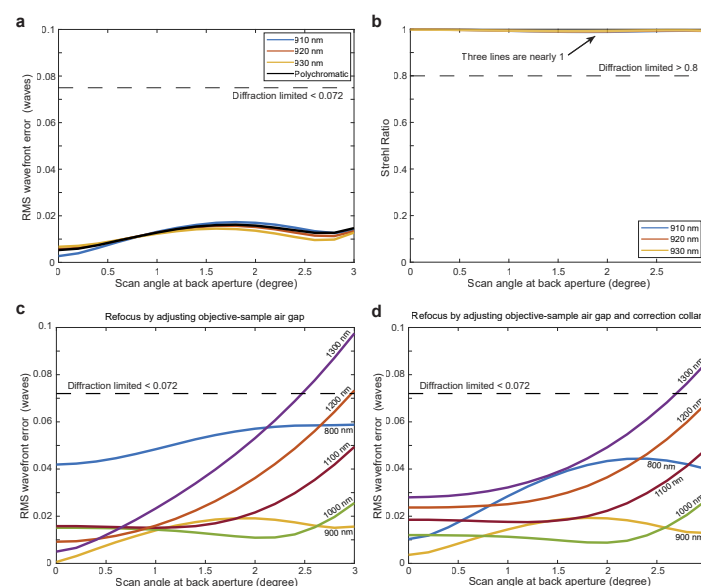 a
b
0.1
0.08
0.06
0.04
0.02
0
RMS wavefront error (waves)
910 nm
920 nm
930 nm
Polychromatic
Diffraction limited < 0.072
0
0.5
1
1.5
2
2.5
3
Scan angle at back aperture (degree)
1
0.8
0.6
0.4
0.2
0
Strehl Ratio
Three lines are nearly 1
Diffraction limited > 0.8
910 nm
920 nm
930 nm
0
0.5
1
1.5
2
2.5
Scan angle at back aperture (degree)
c
Refocus by adjusting objective-sample air gap
0.1
0.08
0.06
0.04
0.02
0
RMS wavefront error (waves)
Diffraction limited < 0.072
1300 nm
1200 nm
800 nm
1100 nm
1000 nm
900 nm
0
0.5
1
1.5
2
2.5
3
Scan angle at back aperture (degree)
d
Refocus by adjusting objective-sample air gap and correction collar
0.1
0.08
0.06
0.04
0.02
0
RMS wavefront error (waves)
Diffraction limited < 0.072
1300 nm
1200 nm
800 nm
1100 nm
1000 nm
900 nm
0
0.5
1
1.5
2
2.5
Scan angle at back aperture (degree)